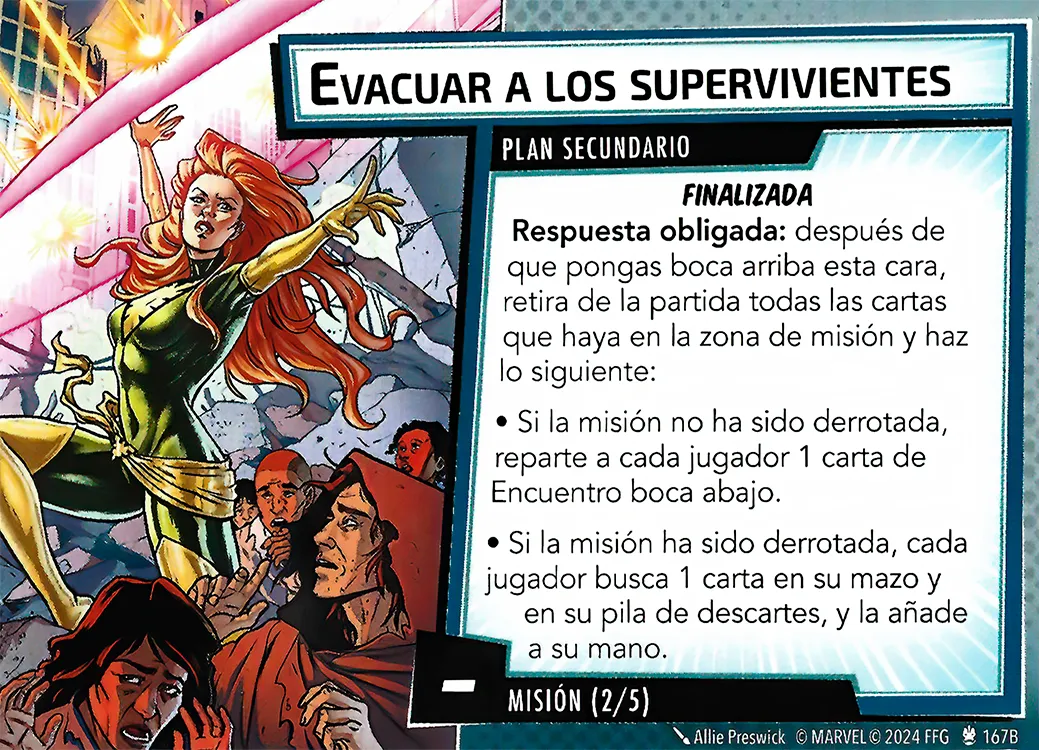 EVACUAR A LOS SUPERVIVIENTES
PLAN SECUNDARIO
FINALIZADA
Respuesta obligada: después de
que pongas boca arriba esta cara,
retira de la partida todas las cartas
que haya en la zona de misión y haz
lo siguiente:
• Si la misión no ha sido derrotada,
reparte a cada jugador 1 carta de
Encuentro boca abajo.
• Si la misión ha sido derrotada, cada
jugador busca 1 carta en su mazo y
en su pila de descartes, y la añade
a su mano.
–
MISIÓN (2/5)
Allie Preswick © MARVEL © 2024 FFG 167B